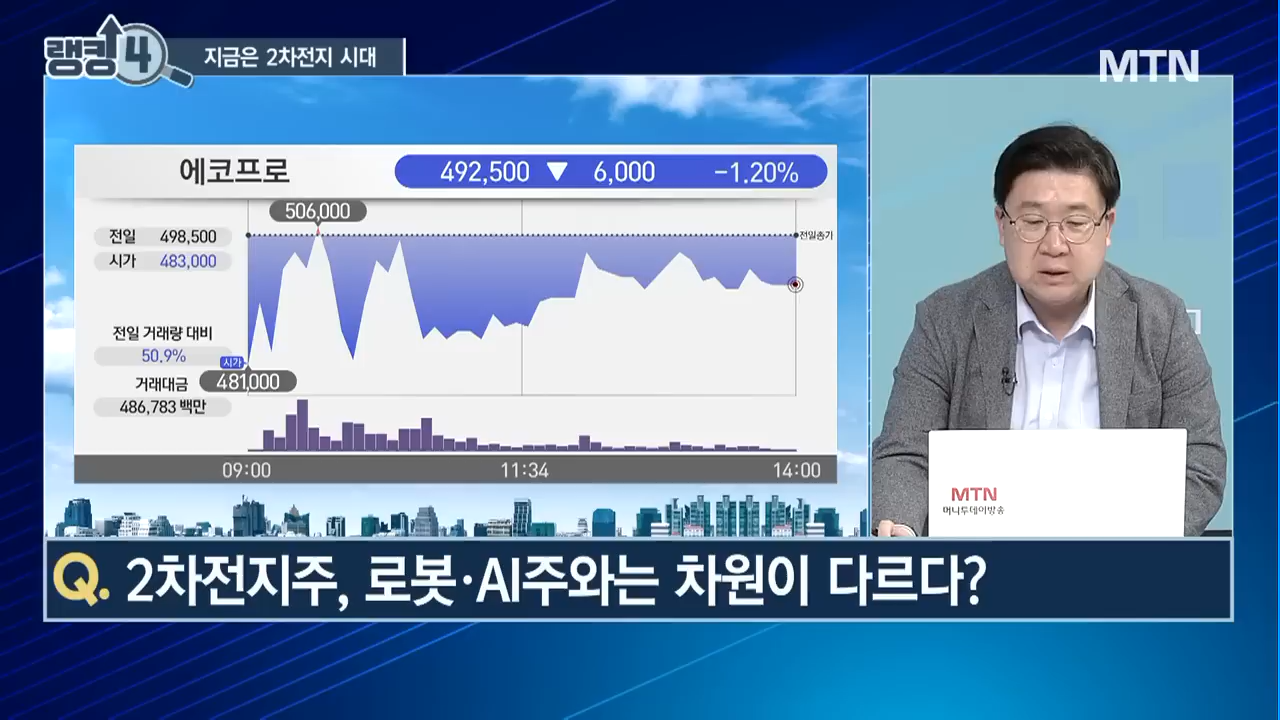 랭킹4
지금은 2차전지 시대
MTN
에코프로
492,500 ▼ 6,000 -1.20%
506,000
전일 498,500
전일종가
시가 483,000
전일 거래량 대비
50.9%
시가
거래대금
481,000
486,783 백만
09:00 11:34 14:00
MTN
머니투데이방송
Q. 2차전지주, 로봇·AI주와는 차원이 다르다?